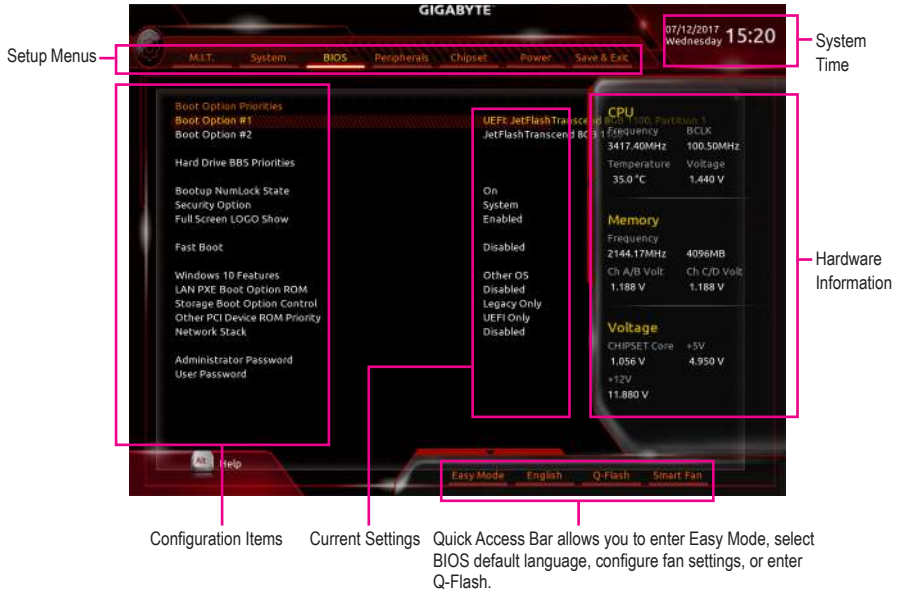 GIGABYTE
07/12/2017
Wednesday
15:20
Setup Menus
M.I.T. System BIOS Peripherals Chipset Power Save & Exit
System
Time
Boot Option Priorities
Boot Option #1 UEFI: JetFlashTranscend 8GB 1100, Partition 1
Boot Option #2 JetFlashTranscend 8GB 1100
Hard Drive BBS Priorities
Bootup NumLock State On
Security Option System
Full Screen LOGO Show Enabled
Fast Boot Disabled
Windows 10 Features Other OS
LAN PXE Boot Option ROM Disabled
Storage Boot Option Control Legacy Only
Other PCI Device ROM Priority UEFI Only
Network Stack Disabled
Administrator Password
User Password
CPU
Frequency BCLK
3417.40MHz 100.50MHz
Temperature Voltage
35.0 °C 1.440 V
Memory
Frequency
2144.17MHz 4096MB
Ch A/B Volt Ch C/D Volt
1.188 V 1.188 V
Voltage
CHIPSET Core +5V
1.056 V 4.950 V
+12V
11.880 V
Hardware
Information
Alt Help
Easy Mode English Q-Flash Smart Fan
Configuration Items
Current Settings
Quick Access Bar allows you to enter Easy Mode, select
BIOS default language, configure fan settings, or enter
Q-Flash.